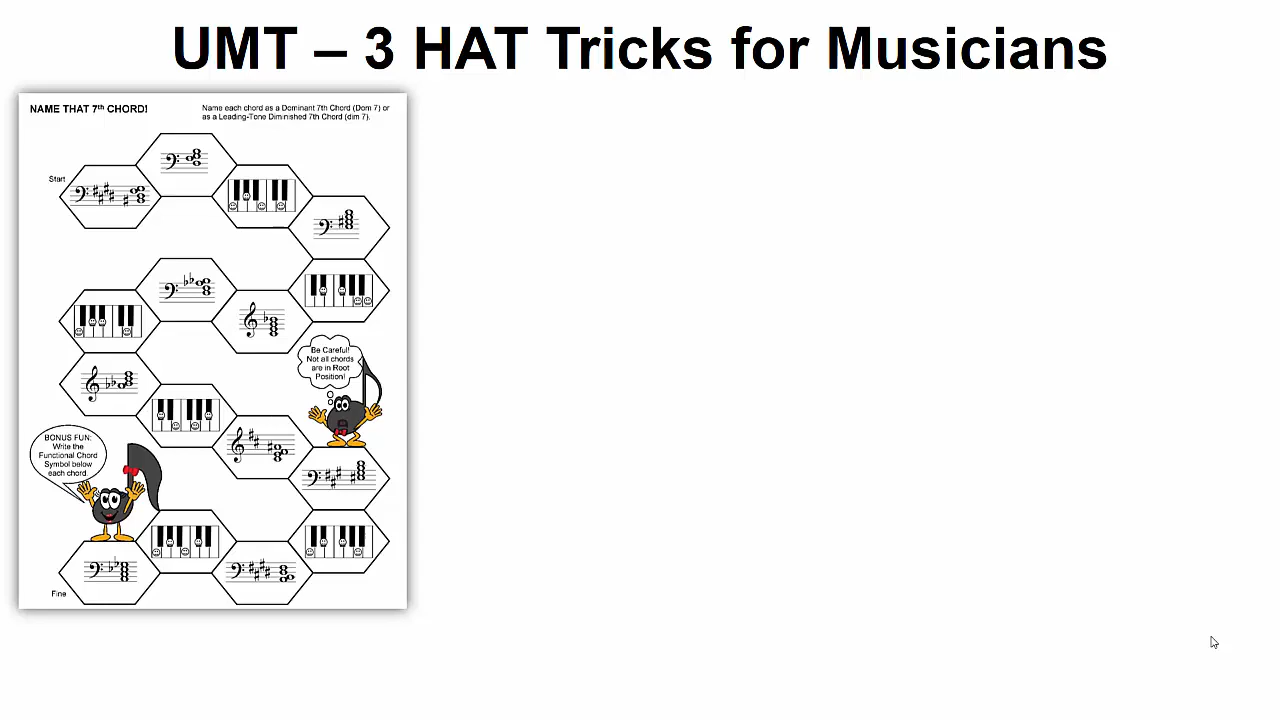 UMT – 3 HAT Tricks for Musicians
NAME THAT 7th CHORD!
Name each chord as a Dominant 7th Chord (Dom 7) or
as a Leading-Tone Diminished 7th Chord (dim 7).
Start
Be Careful!
Not all chords
are in Root
Position!
BONUS FUN:
Write the
Functional Chord
Symbol below
each chord.
Fine